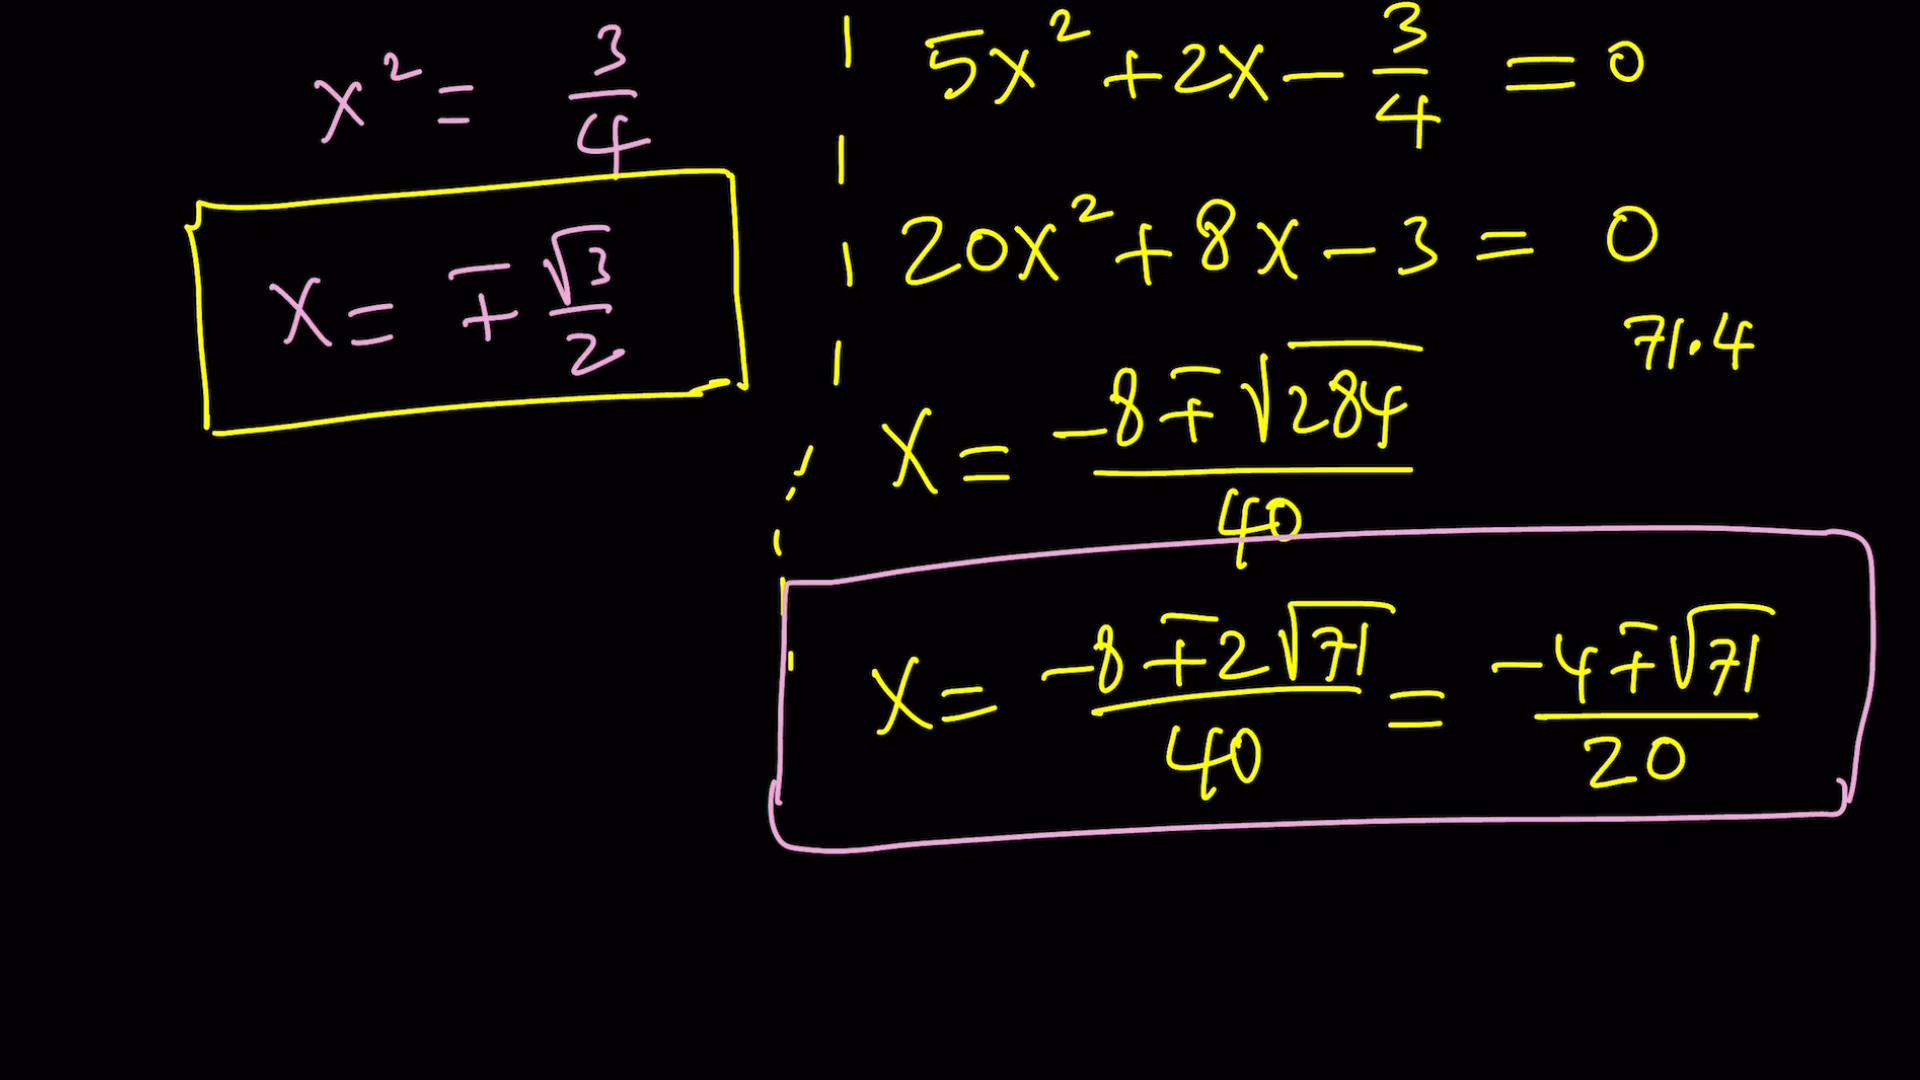 x² = 3/4
x = ∓ √3/2
5x² + 2x - 3/4 = 0
20x² + 8x - 3 = 0
71.4
x = (-8 ∓ √284)/40
x = (-8 ∓ 2√71)/40 = (-4 ∓ √71)/20